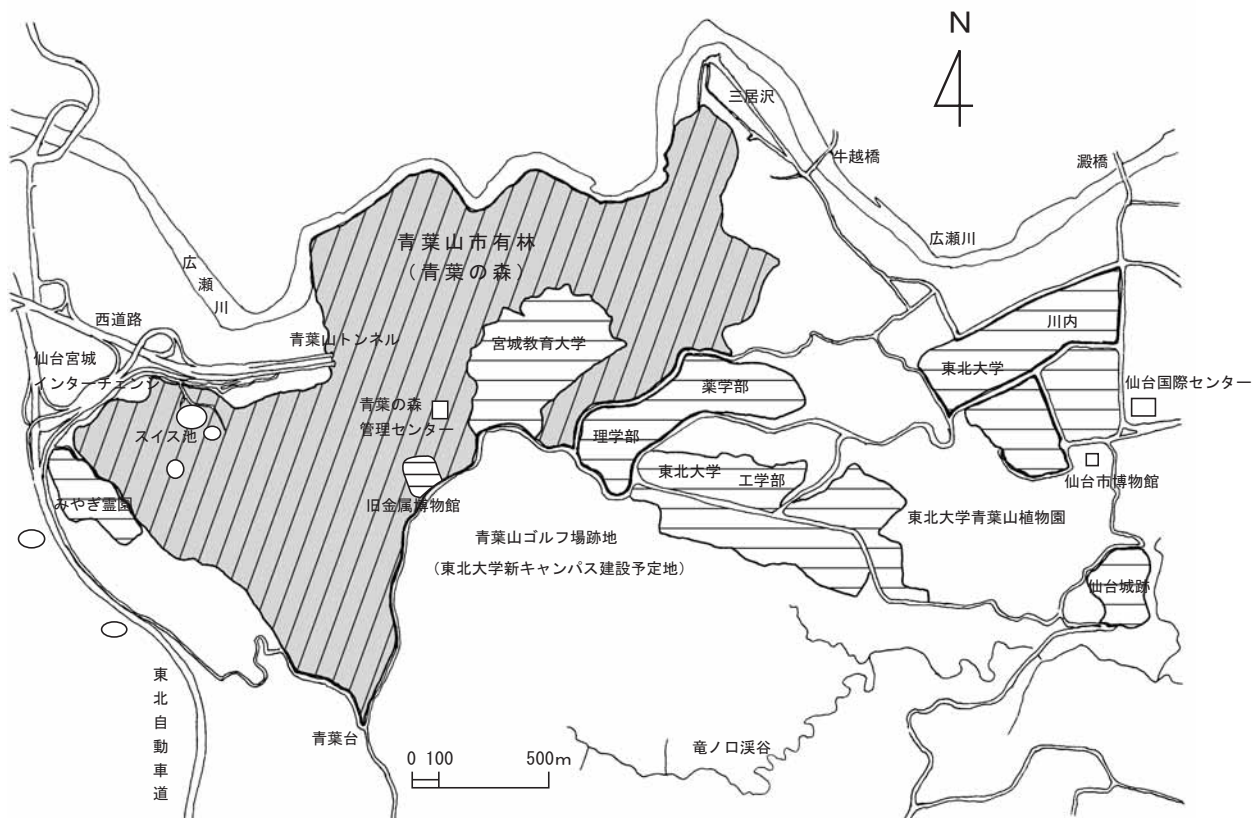 N
三居沢
牛越橋
澱橋
広瀬川
青葉山市有林
(青葉の森)
広瀬川
川内
西道路
青葉山トンネル
宮城教育大学
仙台宮城
インターチェンジ
東北大学
仙台国際センター
薬学部
青葉の森
管理センター
スイス池
理学部
東北大学
工学部
仙台市博物館
みやぎ霊園
旧金属博物館
東北大学青葉山植物園
青葉山ゴルフ場跡地
(東北大学新キャンパス建設予定地)
仙台城跡
東北自動車道
青葉台
0 100 500m
竜ノ口渓谷